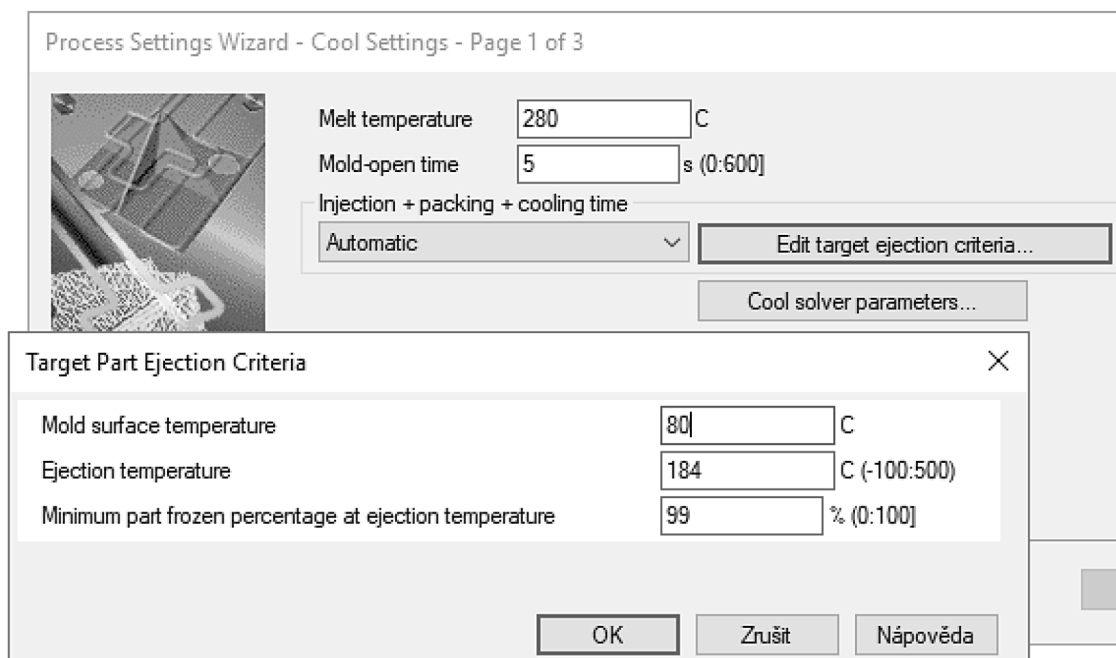 Process Settings Wizard - Cool Settings - Page 1 of 3
Melt temperature 280 C
Mold-open time 5 s (0:600]
Injection + packing + cooling time
Automatic Edit target ejection criteria...
Cool solver parameters...
Target Part Ejection Criteria
Mold surface temperature 80 C
Ejection temperature 184 C (-100:500)
Minimum part frozen percentage at ejection temperature 99 % (0:100]
OK Zrušit Nápověda